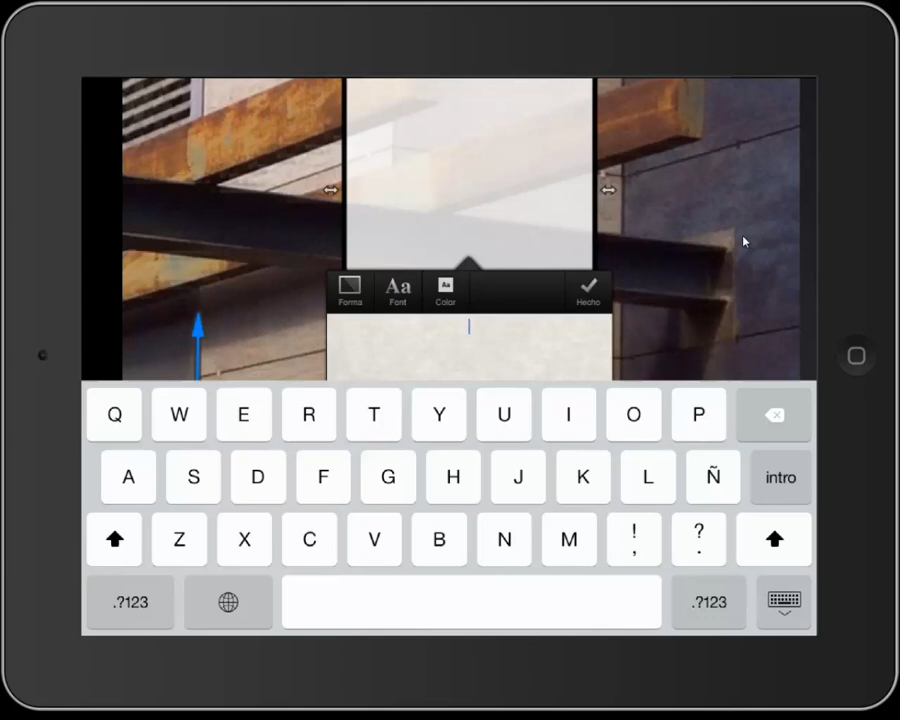 Aa
Aa
Forma
Font
Color
Hecho
Q W E R T Y U I O P
A S D F G H J K L Ñ intro
Z X C V B N M ! , ? .
.?123 .?123